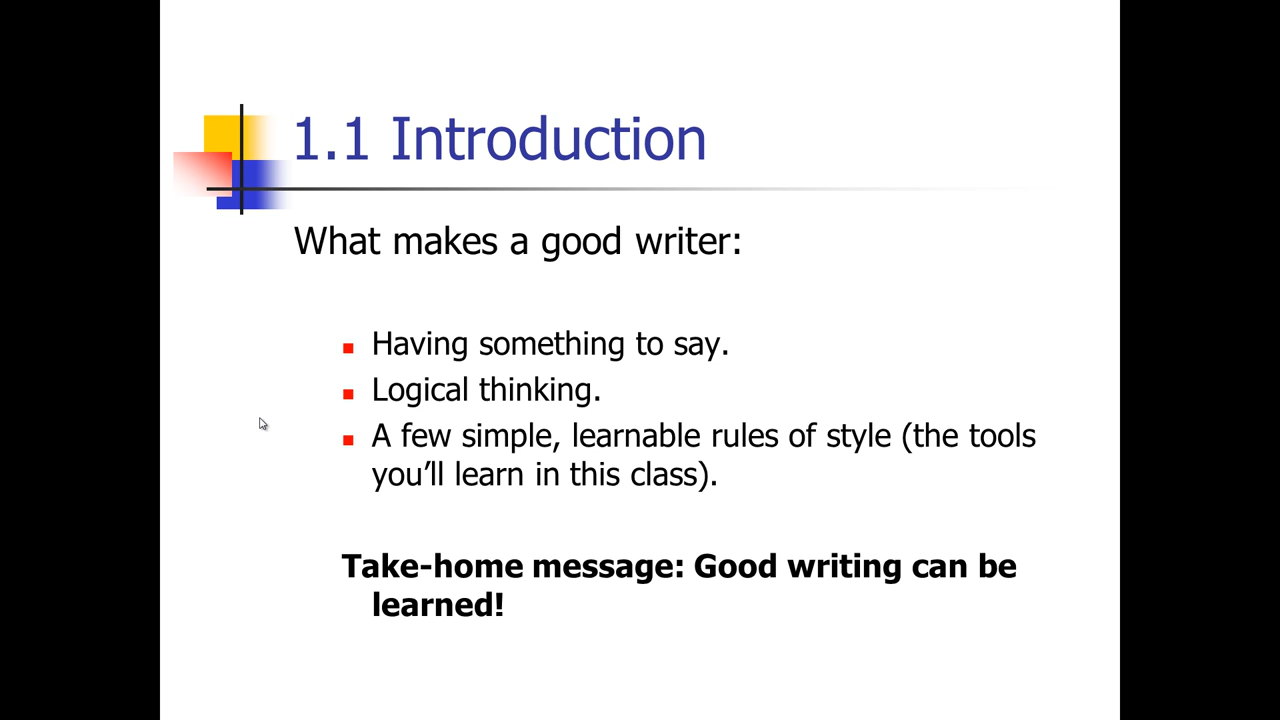 1.1 Introduction
What makes a good writer:
Having something to say.
Logical thinking.
A few simple, learnable rules of style (the tools
you’ll learn in this class).
Take-home message: Good writing can be
learned!